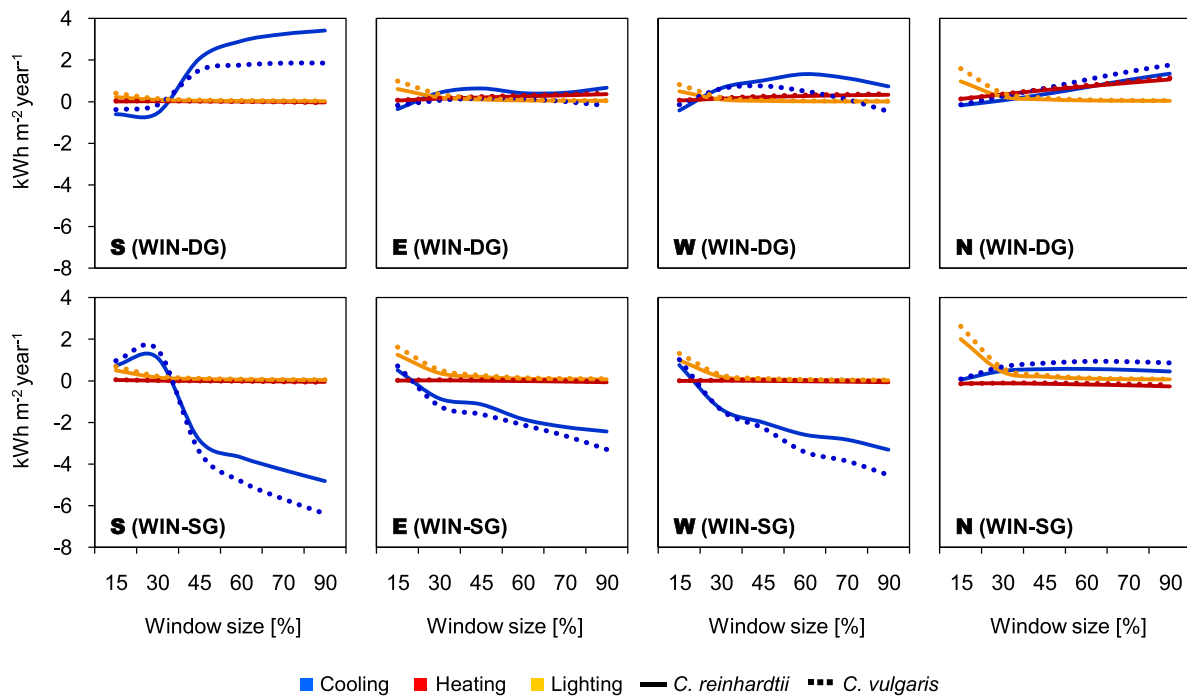 kWh m-2 year-1
4
2
0
-2
-4
-6
-8
S (WIN-DG)
E (WIN-DG)
W (WIN-DG)
N (WIN-DG)
kWh m-2 year-1
4
2
0
-2
-4
-6
-8
S (WIN-SG)
E (WIN-SG)
W (WIN-SG)
N (WIN-SG)
15 30 45 60 70 90
15 30 45 60 70 90
15 30 45 60 70 90
15 30 45 60 70 90
Window size [%]
Window size [%]
Window size [%]
Window size [%]
Cooling Heating Lighting C. reinhardtii C. vulgaris